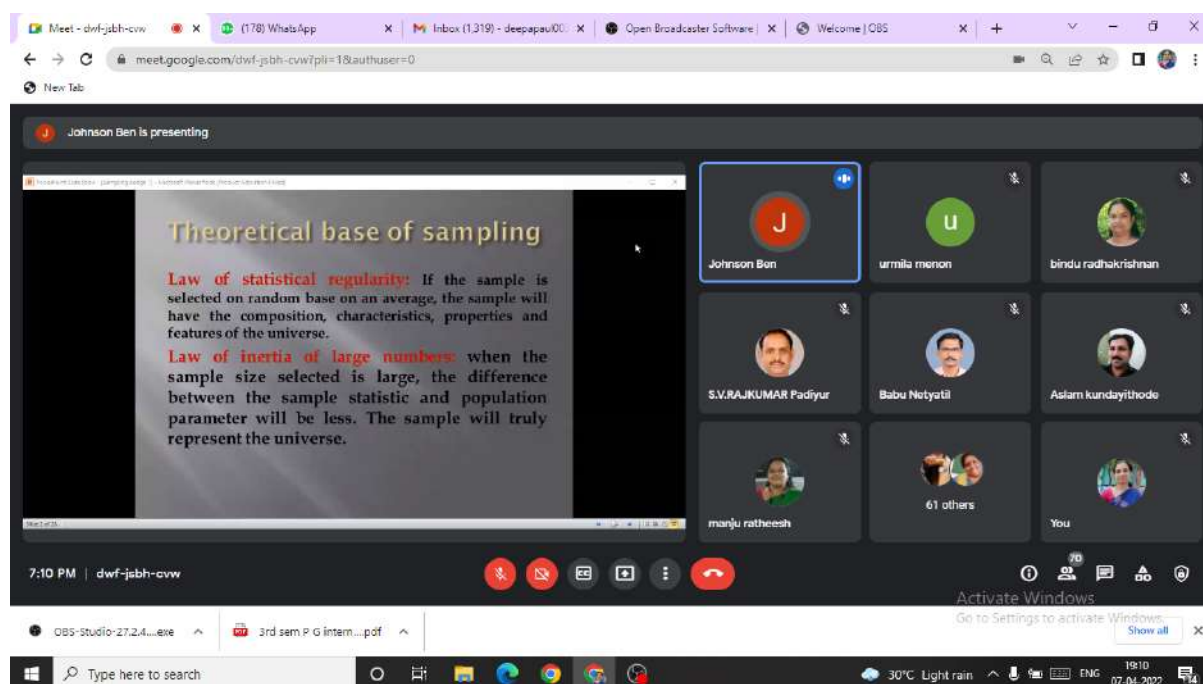 Meet - dwf-jsbh-cvw
(178) WhatsApp
Inbox (1,319) - deepapaul00
Open Broadcaster Software |
Welcome | OBS
meet.google.com/dwf-jsbh-cvw?pli=1&authuser=0
New Tab
J Johnson Ben is presenting
Theoretical base of sampling
Law of statistical regularity: If the sample is
selected on random base on an average, the sample will
have the composition, characteristics, properties and
features of the universe.
Law of inertia of large numbers: when the
sample size selected is large, the difference
between the sample statistic and population
parameter will be less. The sample will truly
represent the universe.
J
Johnson Ben
u
urmila menon
bindu radhakrishnan
S.V.RAJKUMAR Padiyur
Babu Netyatil
Aslam kundayithode
manju ratheesh
61 others
You
7:10 PM | dwf-jsbh-cvw
CC
70
Activate Windows
Go to Settings to activate Windows.
OBS-Studio-27.2.4....exe
3rd sem P G intern....pdf
Show all
Type here to search
30°C Light rain
ENG
19:10
07-04-2022